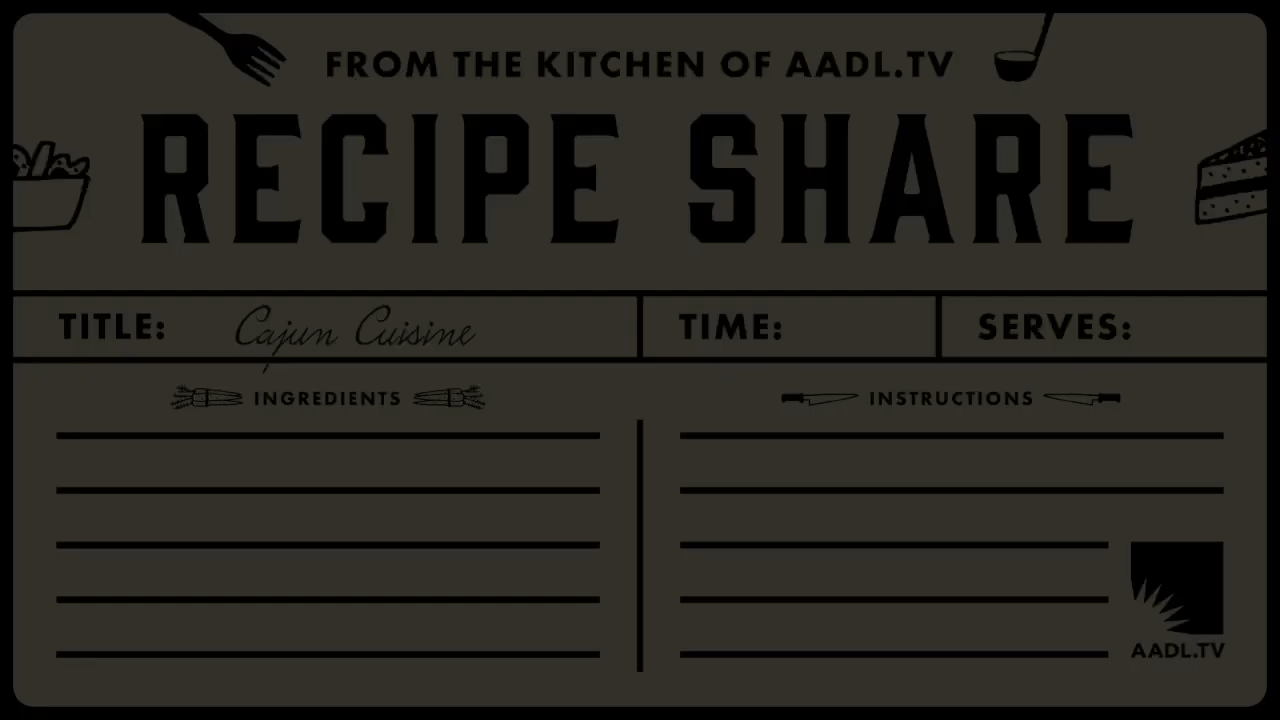 FROM THE KITCHEN OF AADL.TV
RECIPE SHARE
TITLE: Cajun Cuisine
TIME:
SERVES:
INGREDIENTS
INSTRUCTIONS
AADL.TV